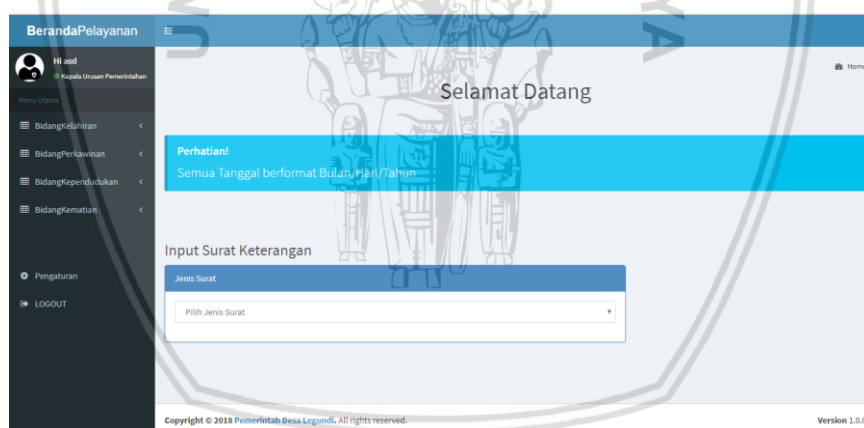 BerandaPelayanan
Hi asd
Kepala Urusan Pemerintahan
Home
Menu Utama
Selamat Datang
BidangKelahiran
BidangPerkawinan
BidangKependudukan
BidangKematian
Perhatian!
Semua Tanggal berformat Bulan/Hari/Tahun
Input Surat Keterangan
Jenis Surat
Pilih Jenis Surat
Pengaturan
LOGOUT
Copyright © 2018 Pemerintah Desa Legundi. All rights reserved.
Version 1.0.